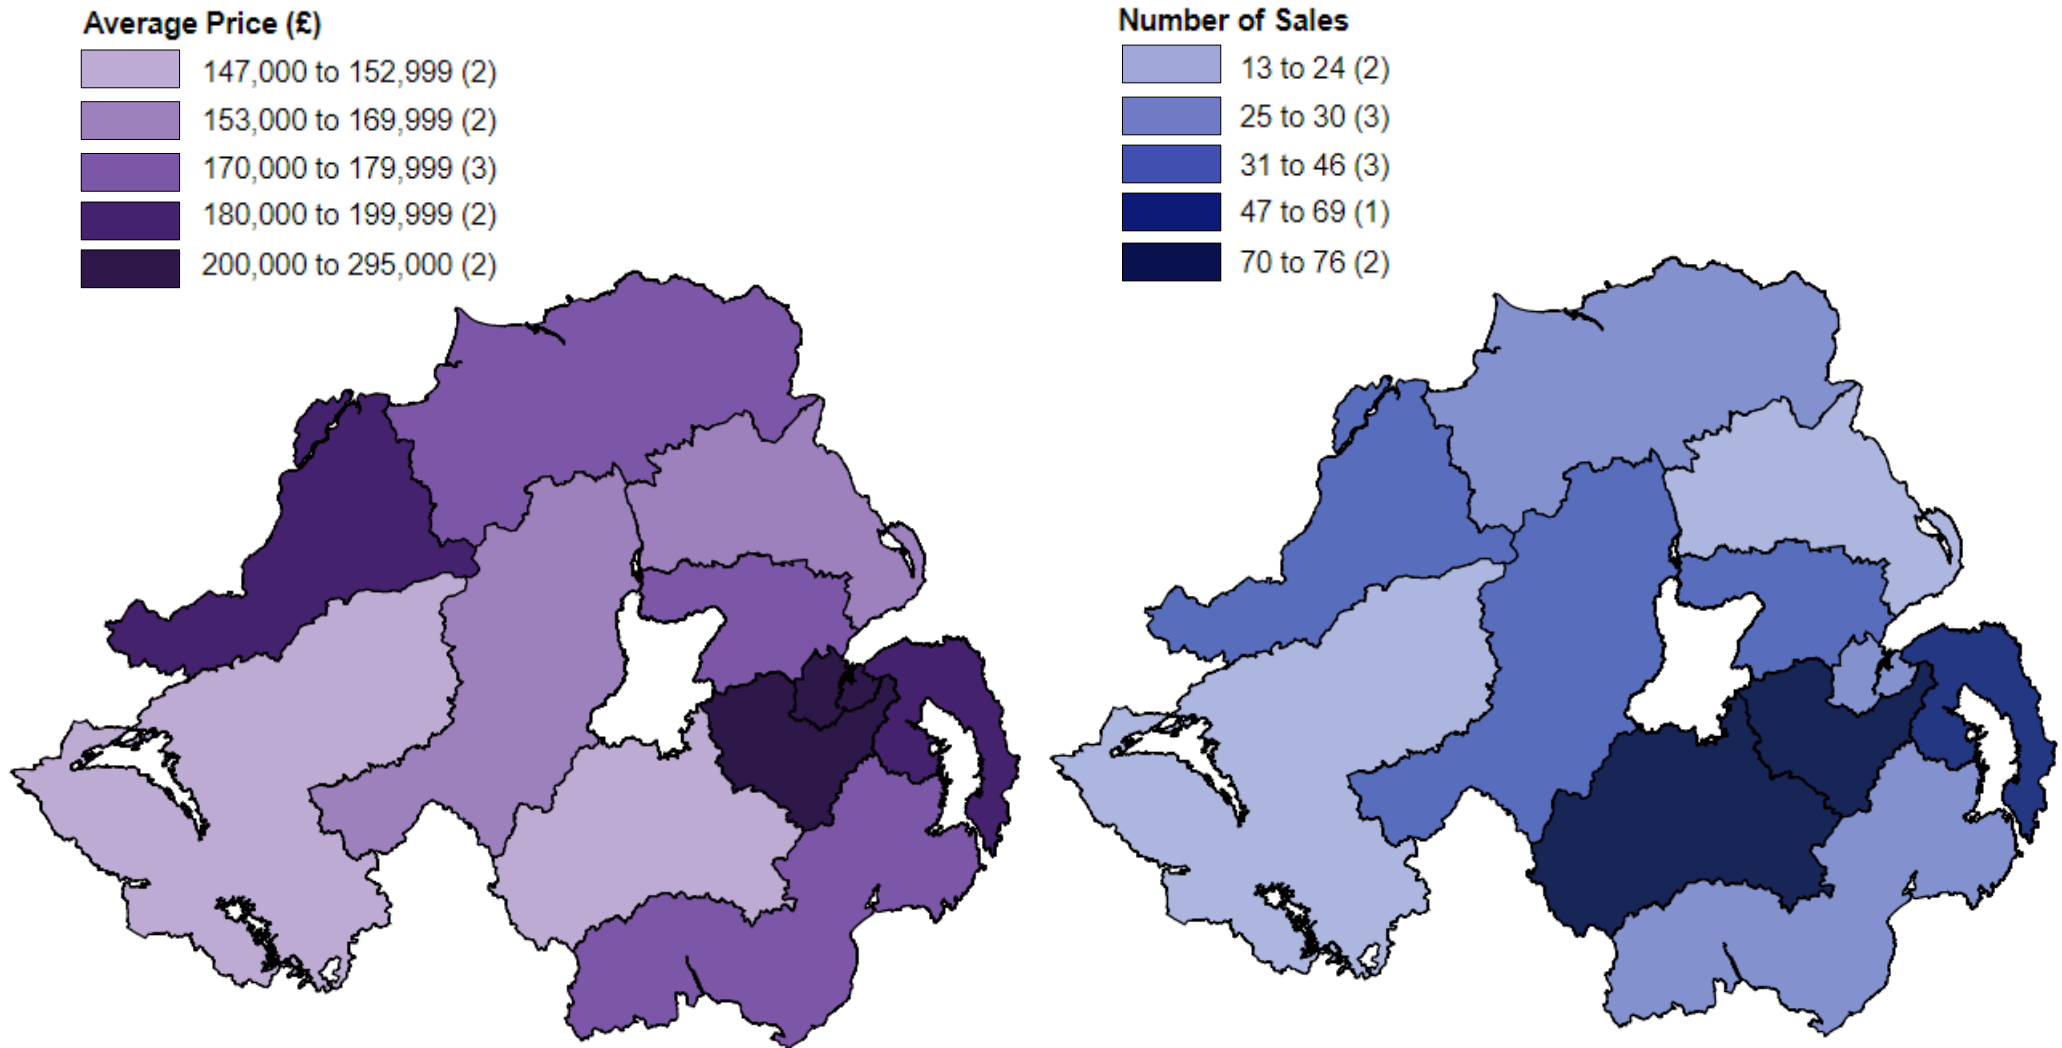 Average Price (£)
147,000 to 152,999 (2)
153,000 to 169,999 (2)
170,000 to 179,999 (3)
180,000 to 199,999 (2)
200,000 to 295,000 (2)
Number of Sales
13 to 24 (2)
25 to 30 (3)
31 to 46 (3)
47 to 69 (1)
70 to 76 (2)